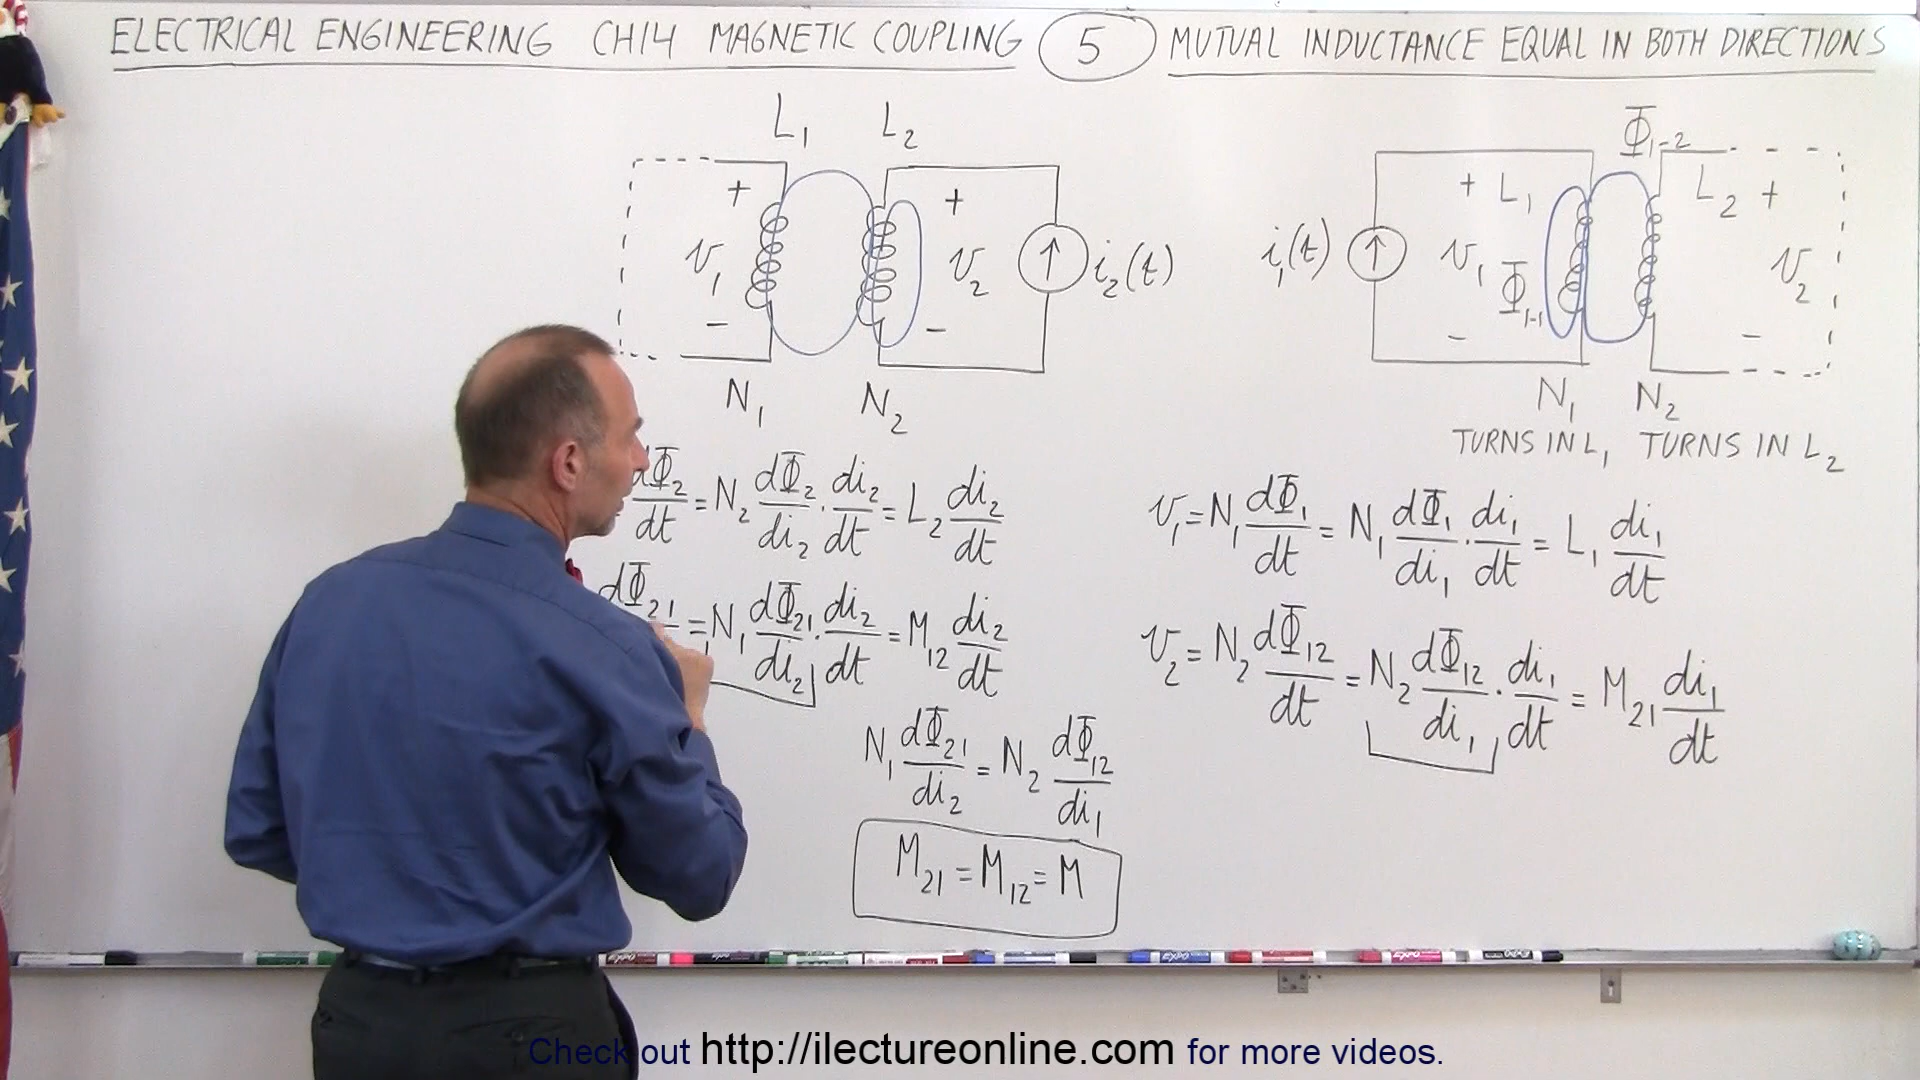 ELECTRICAL ENGINEERING CH14 MAGNETIC COUPLING 5 MUTUAL INDUCTANCE EQUAL IN BOTH DIRECTIONS
L₁ L₂
+ + v₁ v₂ i₂(t) − −
N₁ N₂
Φ₁₋₂
+ L₁ L₂ +
i₁(t) v₁ Φ₁₋₁ v₂
− −
N₁ N₂
TURNS IN L₁ TURNS IN L₂
dΦ₂/dt = N₂ dΦ₂/di₂ · di₂/dt = L₂ di₂/dt
dΦ₂₁ = N₁ dΦ₂₁/di₂ · di₂/dt = M₁₂ di₂/dt
v₁ = N₁ dΦ₁/dt = N₁ dΦ₁/di₁ · di₁/dt = L₁ di₁/dt
v₂ = N₂ dΦ₁₂/dt = N₂ dΦ₁₂/di₁ · di₁/dt = M₂₁ di₁/dt
N₁ dΦ₂₁/di₂ = N₂ dΦ₁₂/di₁
M₂₁ = M₁₂ = M
EXPO EXPO EXPO
Check out http://ilectureonline.com for more videos.